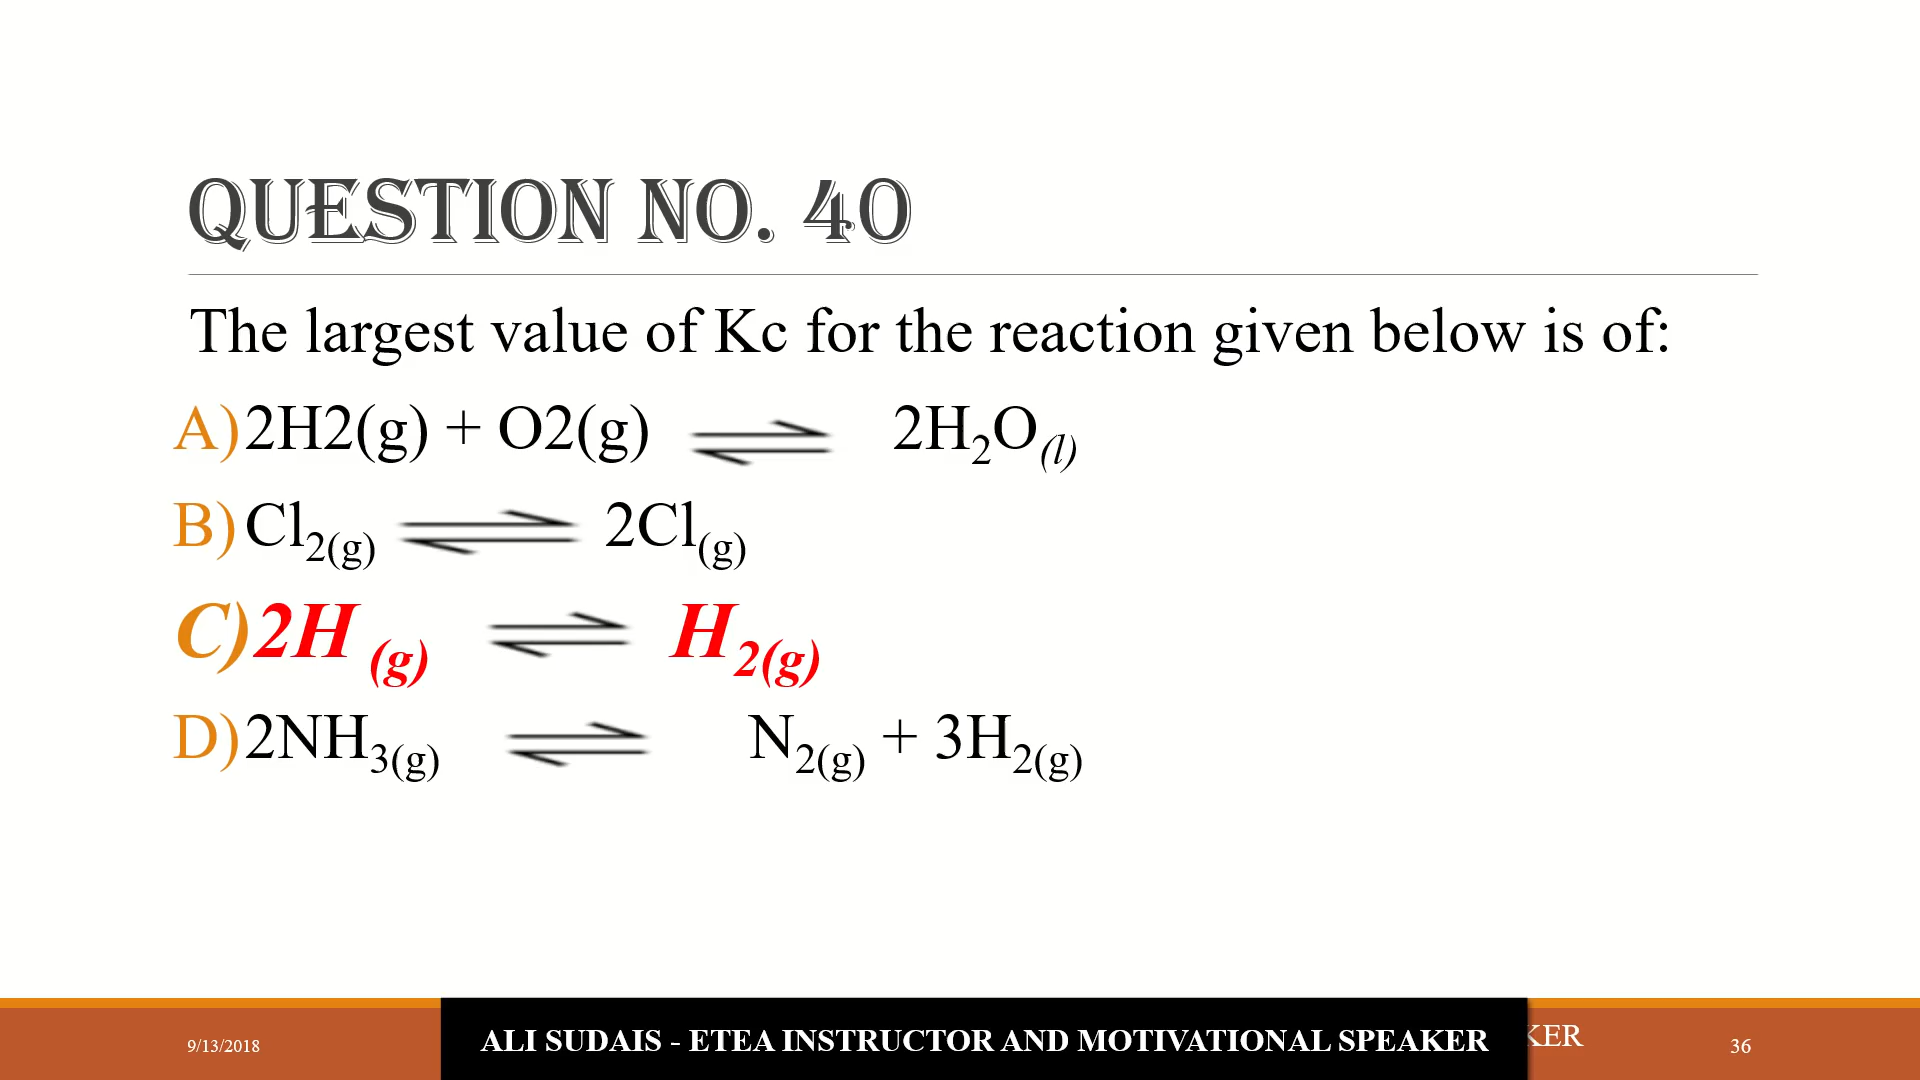 QUESTION NO. 40
The largest value of Kc for the reaction given below is of:
A) 2H2(g) + O2(g) ⇌ 2H₂O(l)
B) Cl₂(g) ⇌ 2Cl(g)
C) 2H (g) ⇌ H₂(g)
D) 2NH₃(g) ⇌ N₂(g) + 3H₂(g)
9/13/2018
ALI SUDAIS - ETEA INSTRUCTOR AND MOTIVATIONAL SPEAKER
KER
36